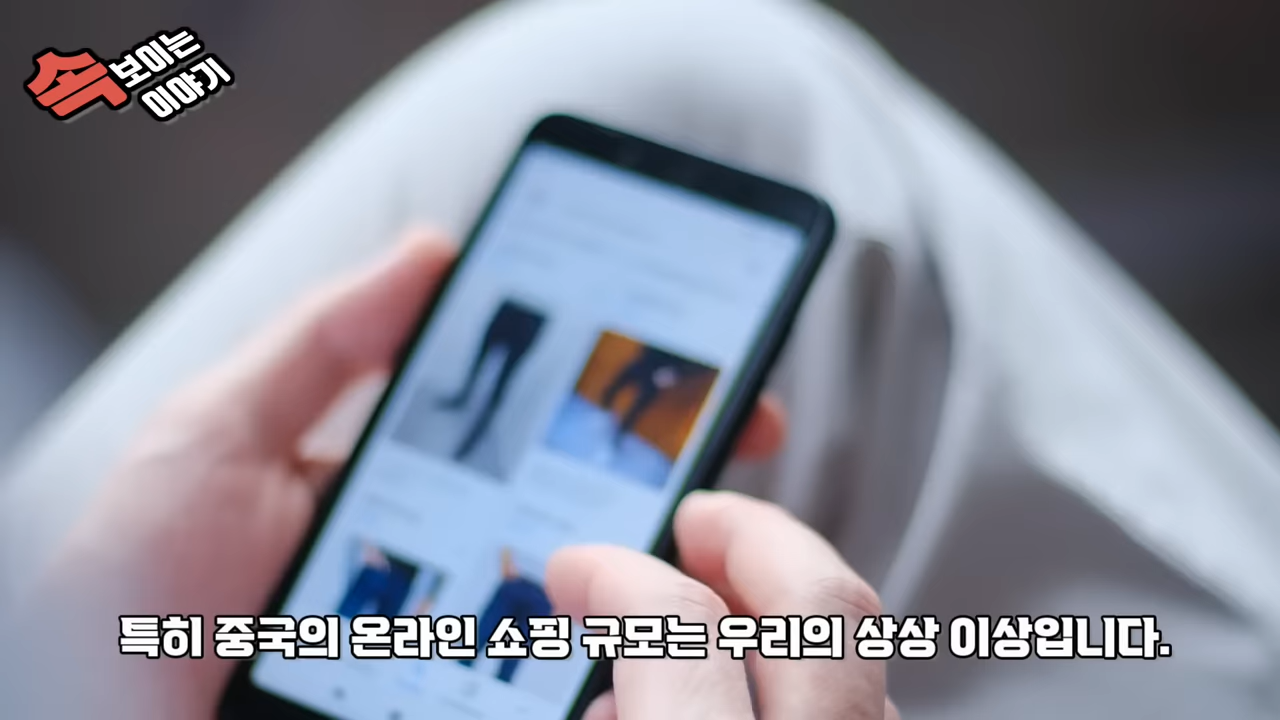 속보이는
이야기
특히 중국의 온라인 쇼핑 규모는 우리의 상상 이상입니다.